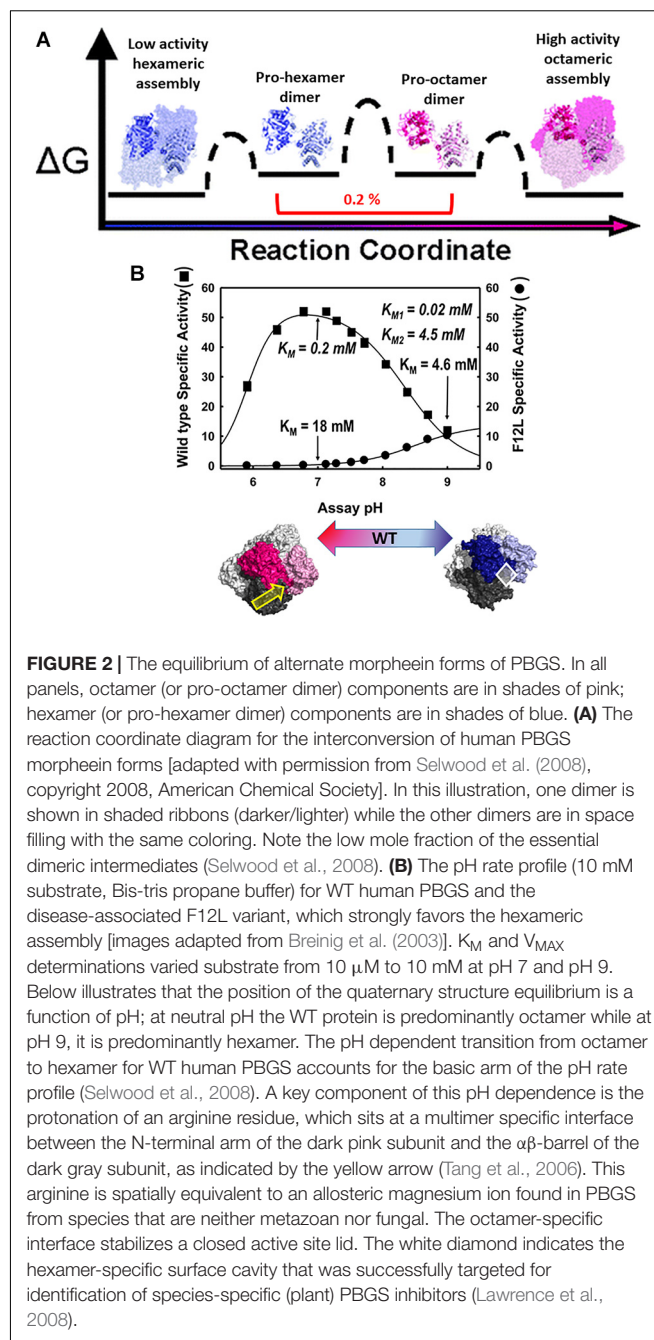 A
Low activity
hexameric
assembly
Pro-hexamer
dimer
Pro-octamer
dimer
High activity
octameric
assembly
ΔG
0.2 %
Reaction Coordinate
B
Wild type Specific Activity(■)
F12L Specific Activity (●)
60
50
40
30
20
10
0
60
50
40
30
20
10
0
K_M1 = 0.02 mM
K_M2 = 4.5 mM
K_M = 0.2 mM
K_M = 4.6 mM
K_M = 18 mM
6 7 8 9
Assay pH
WT
FIGURE 2 | The equilibrium of alternate morpheein forms of PBGS. In all
panels, octamer (or pro-octamer dimer) components are in shades of pink;
hexamer (or pro-hexamer dimer) components are in shades of blue. (A) The
reaction coordinate diagram for the interconversion of human PBGS
morpheein forms [adapted with permission from Selwood et al. (2008),
copyright 2008, American Chemical Society]. In this illustration, one dimer is
shown in shaded ribbons (darker/lighter) while the other dimers are in space
filling with the same coloring. Note the low mole fraction of the essential
dimeric intermediates (Selwood et al., 2008). (B) The pH rate profile (10 mM
substrate, Bis-tris propane buffer) for WT human PBGS and the
disease-associated F12L variant, which strongly favors the hexameric
assembly [images adapted from Breinig et al. (2003)]. K_M and V_MAX
determinations varied substrate from 10 μM to 10 mM at pH 7 and pH 9.
Below illustrates that the position of the quaternary structure equilibrium is a
function of pH; at neutral pH the WT protein is predominantly octamer while at
pH 9, it is predominantly hexamer. The pH dependent transition from octamer
to hexamer for WT human PBGS accounts for the basic arm of the pH rate
profile (Selwood et al., 2008). A key component of this pH dependence is the
protonation of an arginine residue, which sits at a multimer specific interface
between the N-terminal arm of the dark pink subunit and the αβ-barrel of the
dark gray subunit, as indicated by the yellow arrow (Tang et al., 2006). This
arginine is spatially equivalent to an allosteric magnesium ion found in PBGS
from species that are neither metazoan nor fungal. The octamer-specific
interface stabilizes a closed active site lid. The white diamond indicates the
hexamer-specific surface cavity that was successfully targeted for
identification of species-specific (plant) PBGS inhibitors (Lawrence et al.,
2008).